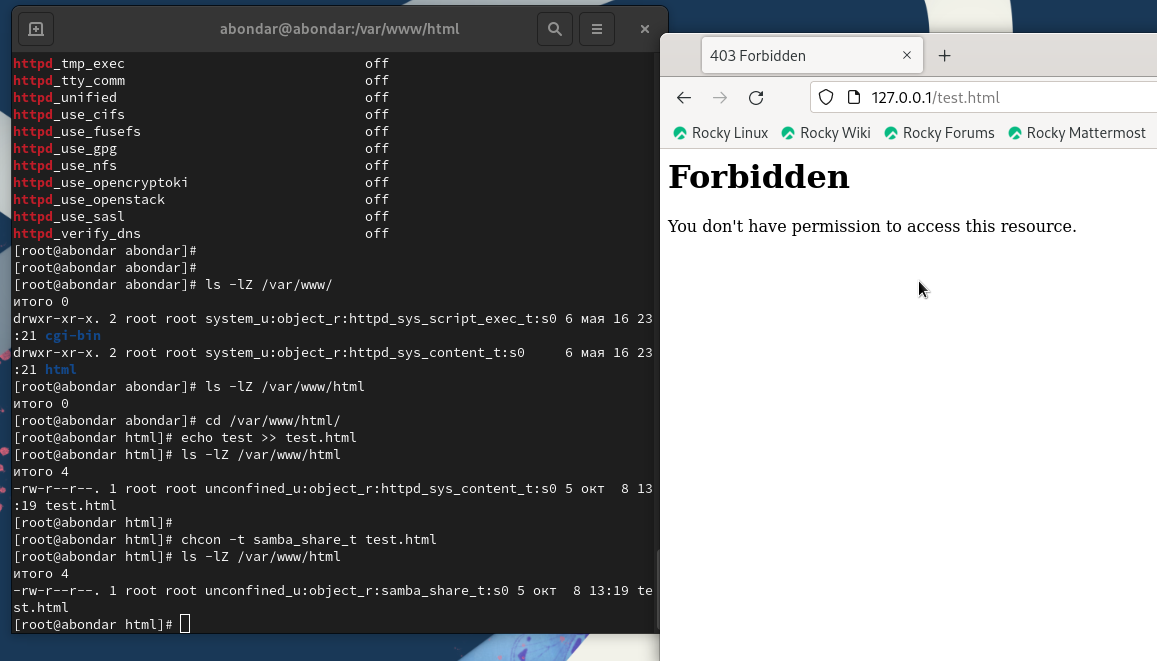 abondar@abondar:/var/www/html
httpd_tmp_exec                              off
httpd_tty_comm                              off
httpd_unified                               off
httpd_use_cifs                              off
httpd_use_fusefs                            off
httpd_use_gpg                               off
httpd_use_nfs                               off
httpd_use_opencryptoki                      off
httpd_use_openstack                         off
httpd_use_sasl                              off
httpd_verify_dns                            off
[root@abondar abondar]#
[root@abondar abondar]#
[root@abondar abondar]# ls -lZ /var/www/
итого 0
drwxr-xr-x. 2 root root system_u:object_r:httpd_sys_script_exec_t:s0 6 мая 16 23
:21 cgi-bin
drwxr-xr-x. 2 root root system_u:object_r:httpd_sys_content_t:s0     6 мая 16 23
:21 html
[root@abondar abondar]# ls -lZ /var/www/html
итого 0
[root@abondar abondar]# cd /var/www/html/
[root@abondar html]# echo test >> test.html
[root@abondar html]# ls -lZ /var/www/html
итого 4
-rw-r--r--. 1 root root unconfined_u:object_r:httpd_sys_content_t:s0 5 окт  8 13
:19 test.html
[root@abondar html]#
[root@abondar html]# chcon -t samba_share_t test.html
[root@abondar html]# ls -lZ /var/www/html
итого 4
-rw-r--r--. 1 root root unconfined_u:object_r:samba_share_t:s0 5 окт  8 13:19 te
st.html
[root@abondar html]#
403 Forbidden
127.0.0.1/test.html
Rocky Linux Rocky Wiki Rocky Forums Rocky Mattermost
Forbidden
You don't have permission to access this resource.